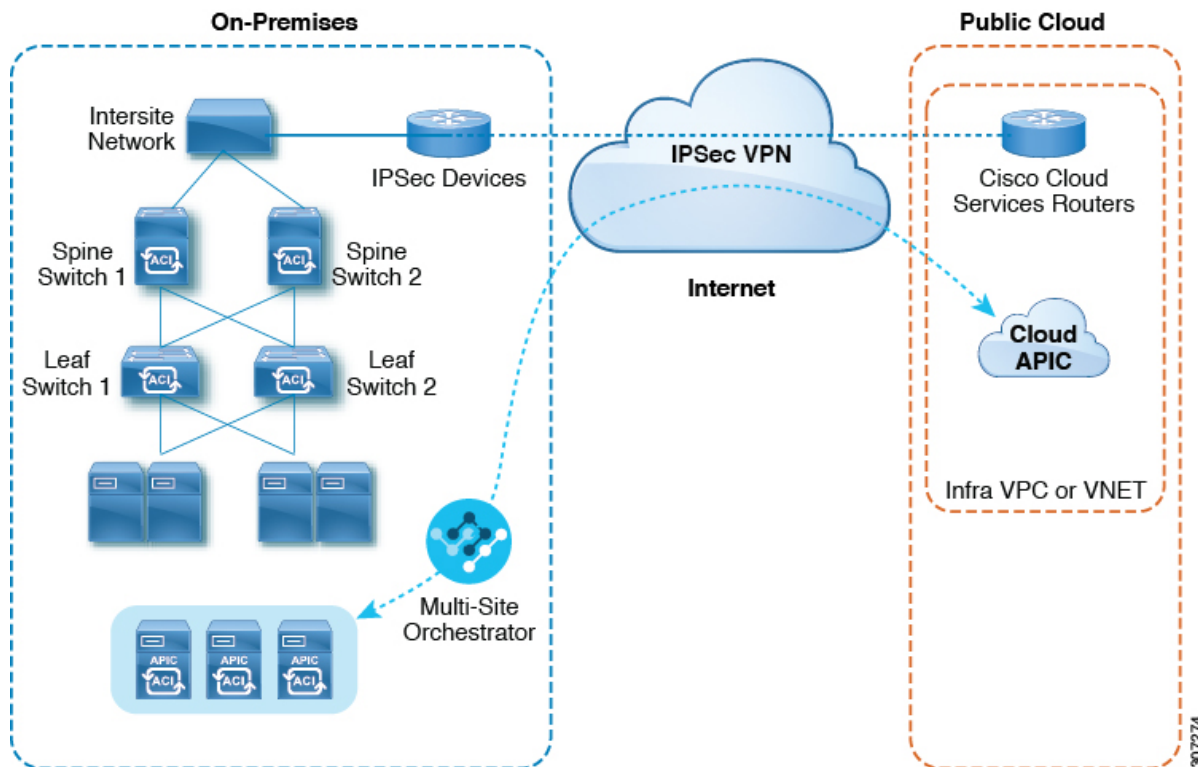 On-Premises
Public Cloud
Intersite
Network
IPSec Devices
IPSec VPN
Cisco Cloud
Services Routers
Spine
Switch 1
ACI
ACI
Spine
Switch 2
Internet
Cloud
APIC
Leaf
Switch 1
ACI
ACI
Leaf
Switch 2
Infra VPC or VNET
Multi-Site
Orchestrator
APIC
ACI
APIC
ACI
APIC
ACI
307274